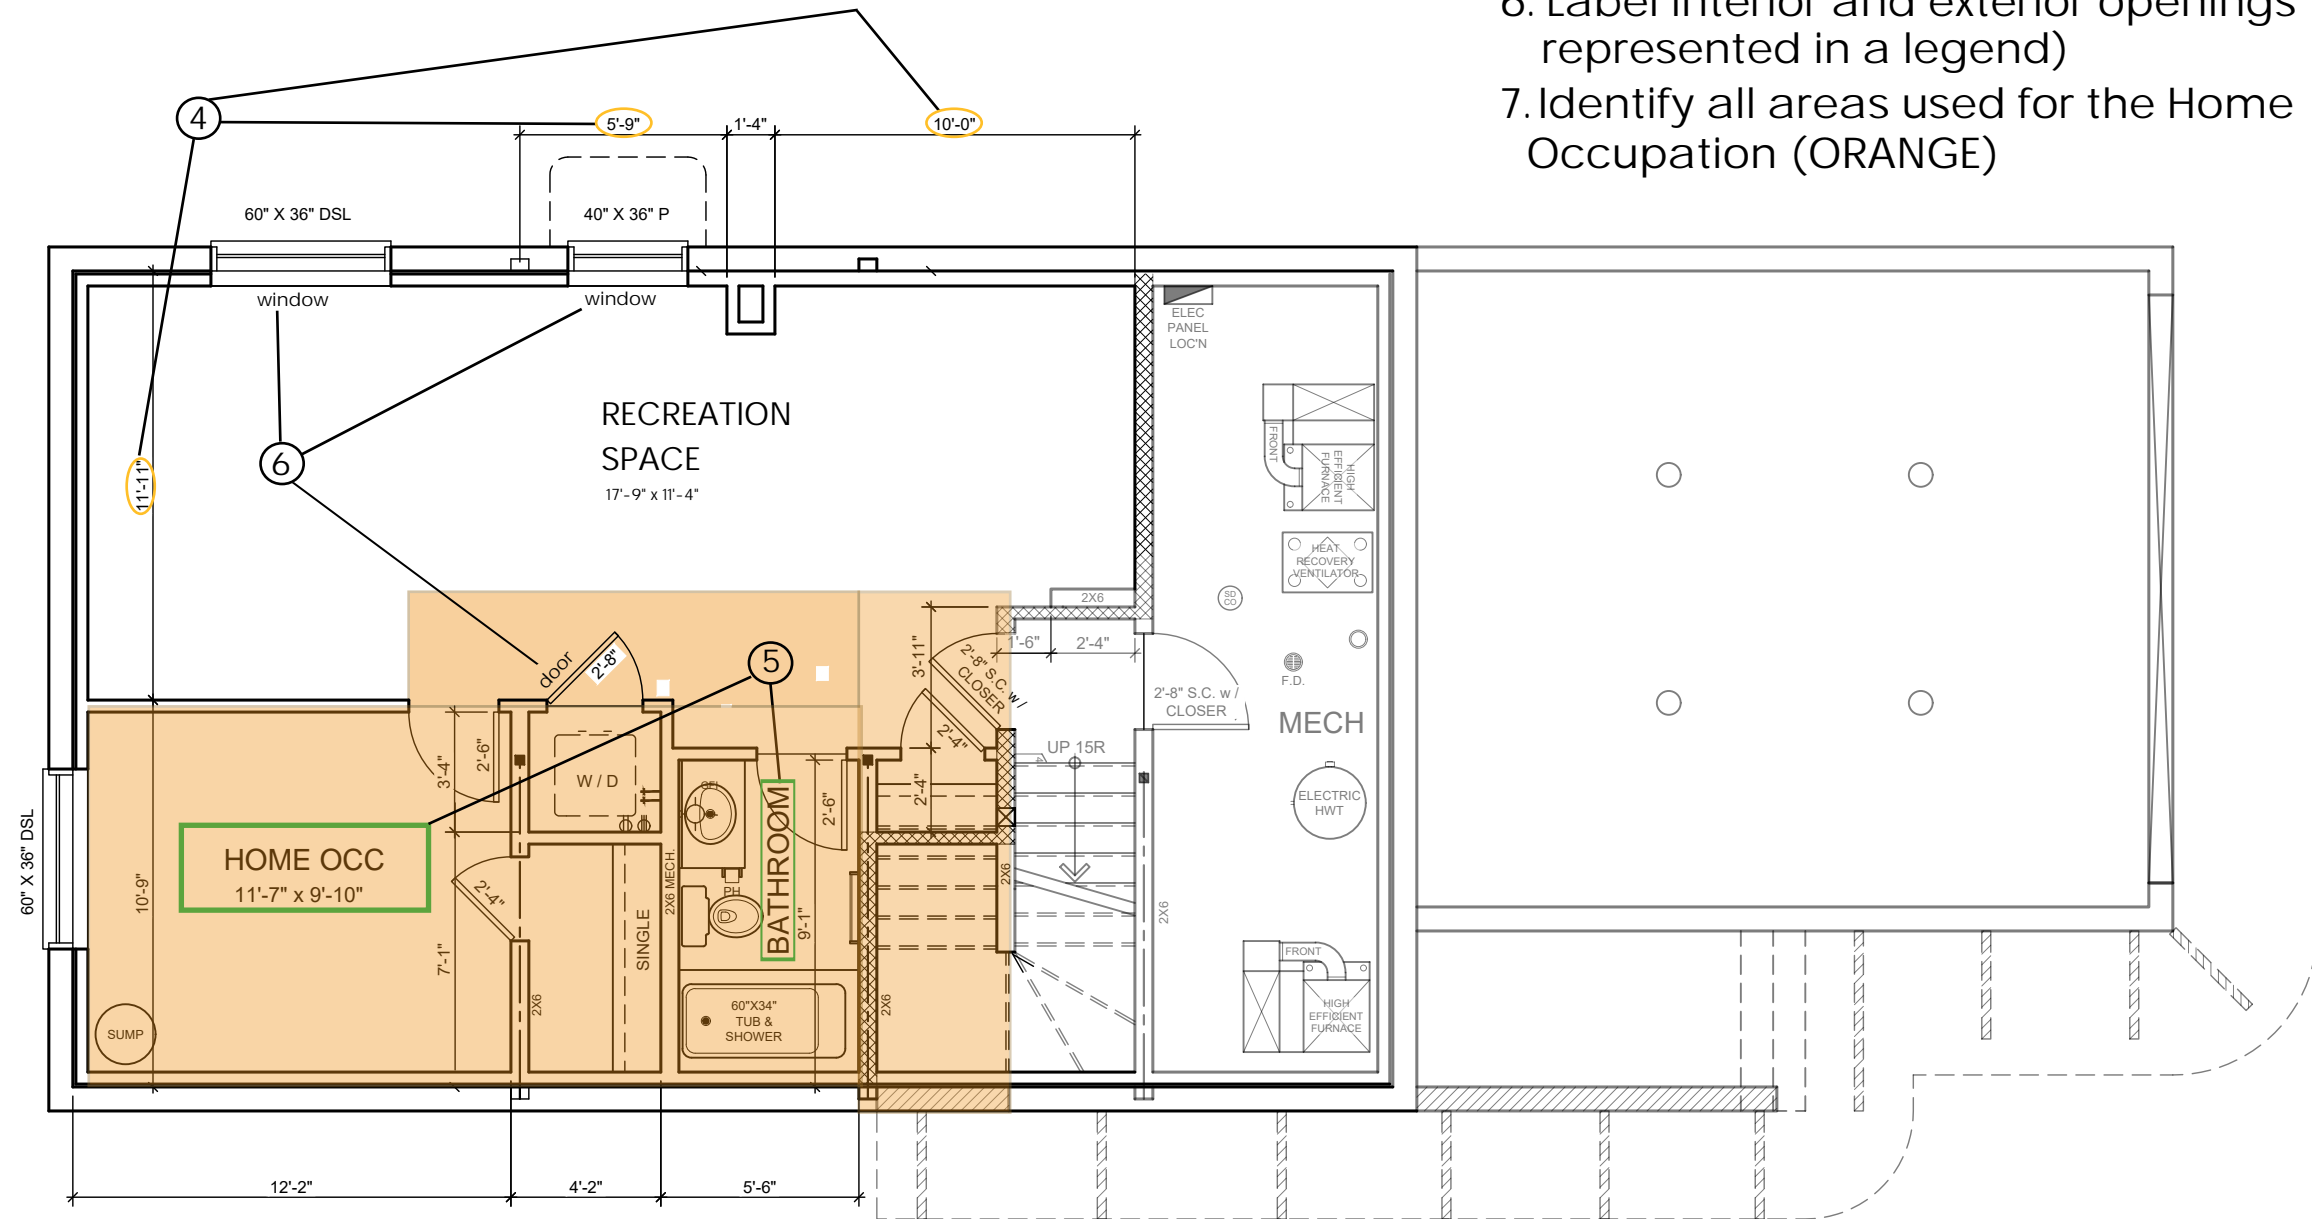 6. Label interior and exterior openings
represented in a legend)
7. Identify all areas used for the Home
Occupation (ORANGE)
4
5'-9"
1'-4"
10'-0"
60" X 36" DSL
40" X 36" P
window
window
ELEC
PANEL
LOC'N
RECREATION
SPACE
17'-9" x 11'-4"
6
11'-11"
FRONT
HIGH
EFFICIENT
FURNACE
HEAT
RECOVERY
VENTILATOR
SD
CO
2X6
1'-6"
2'-4"
3'-11"
2'-8" S.C. w/
CLOSER
door
2'-8"
5
F.D.
2'-8" S.C. w/
CLOSER
MECH
2'-4"
UP 15R
3'-4"
2'-6"
W / D
GFI
BATHROOM
2'-6"
2'-4"
ELECTRIC
HWT
60" X 36" DSL
HOME OCC
11'-7" x 9'-10"
10'-9"
2'-4"
7'-1"
SINGLE
2X6 MECH.
PH
9'-1"
2X6
2X6
2X6
2X6
FRONT
HIGH
EFFICIENT
FURNACE
SUMP
60"X34"
TUB &
SHOWER
12'-2"
4'-2"
5'-6"